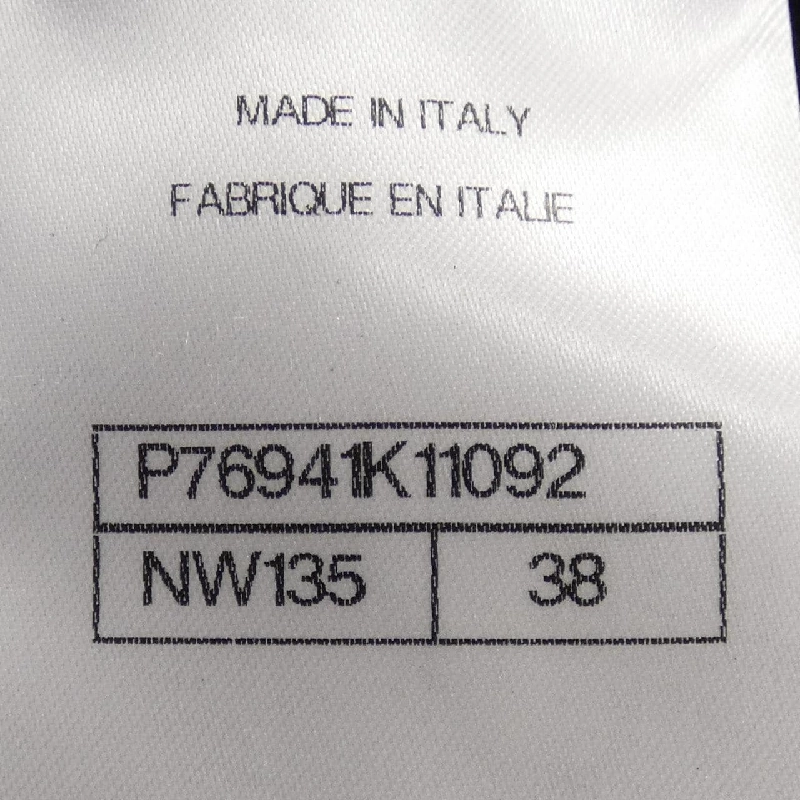 MADE IN ITALY
FABRIQUE EN ITALIE
P76941K11092
NW135 38